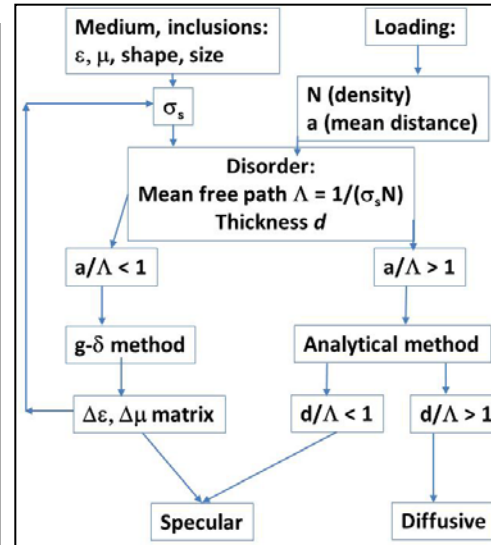 Medium, inclusions:
ε, μ, shape, size
Loading:
σs
N (density)
a (mean distance)
Disorder:
Mean free path Λ = 1/(σsN)
Thickness d
a/Λ < 1
a/Λ > 1
g-δ method
Analytical method
Δε, Δμ matrix
d/Λ < 1
d/Λ > 1
Specular
Diffusive